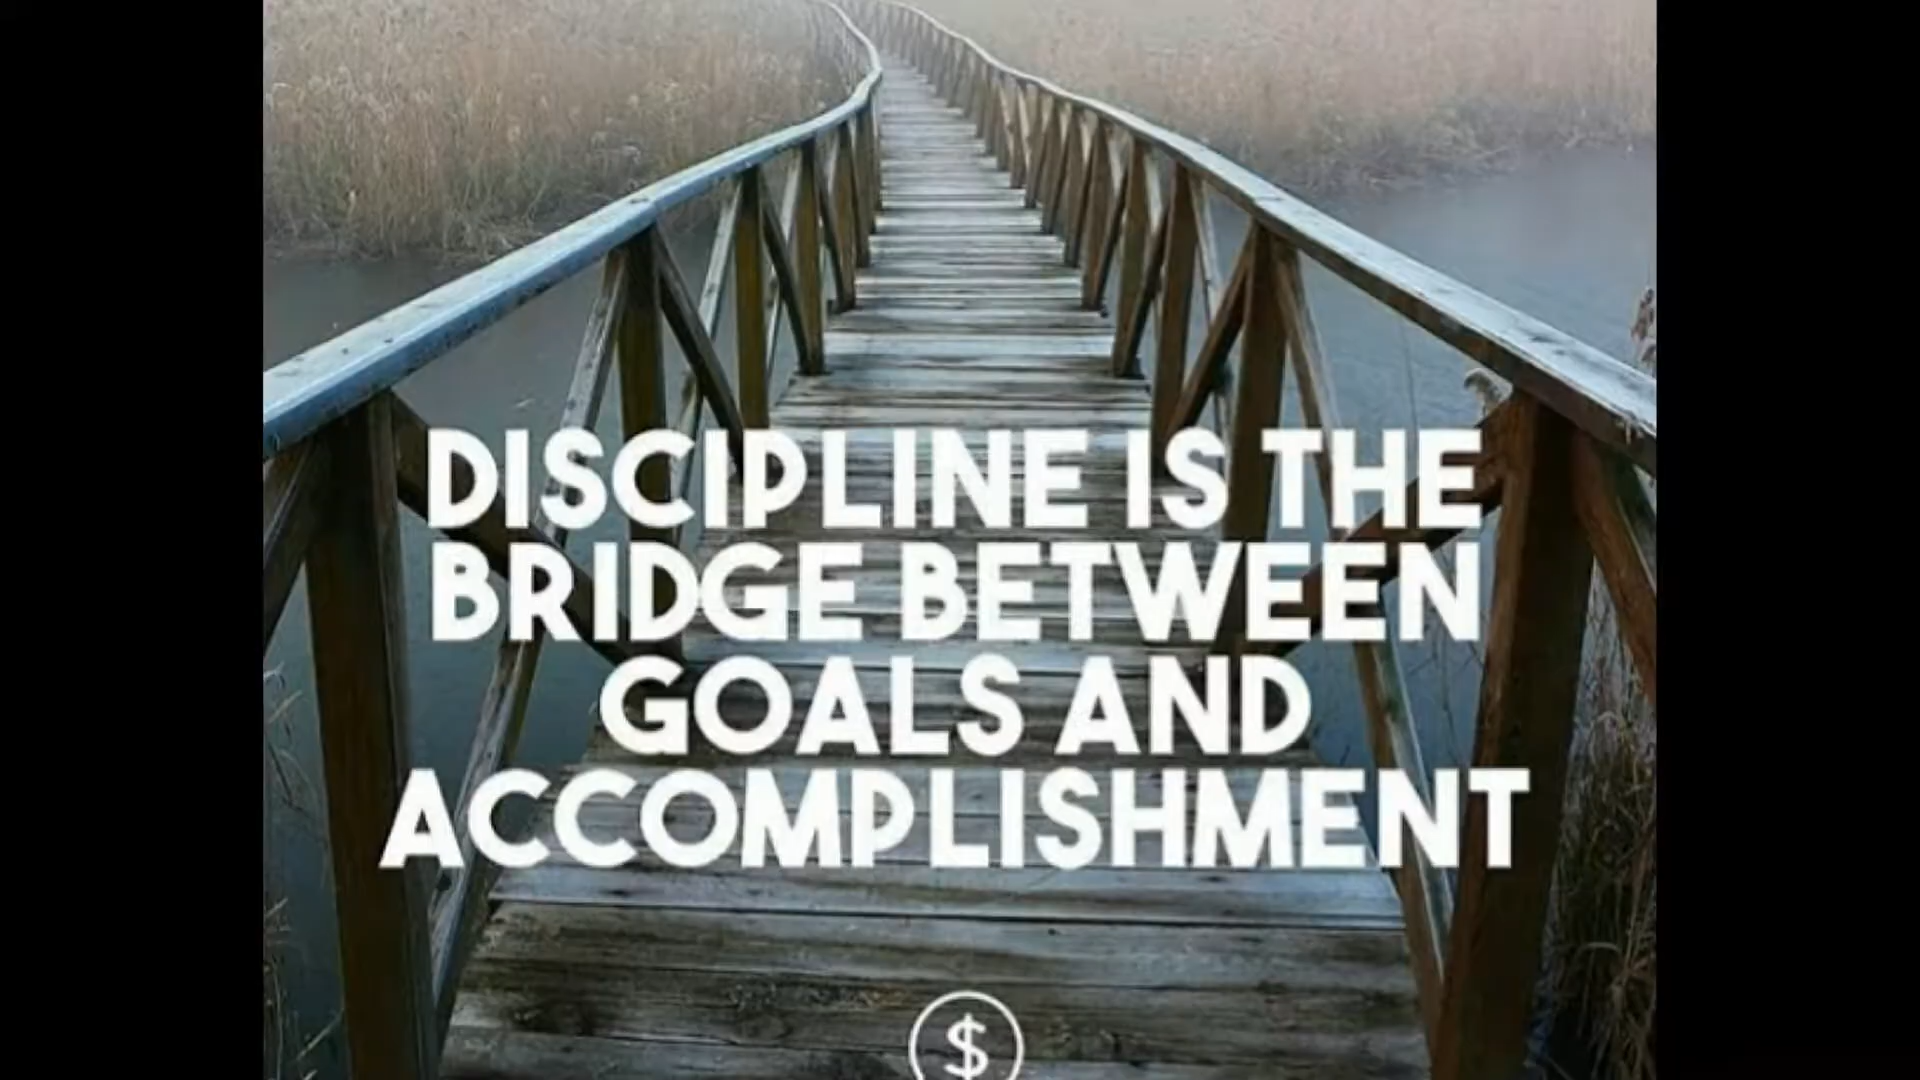 DISCIPLINE IS THE
BRIDGE BETWEEN
GOALS AND
ACCOMPLISHMENT
$